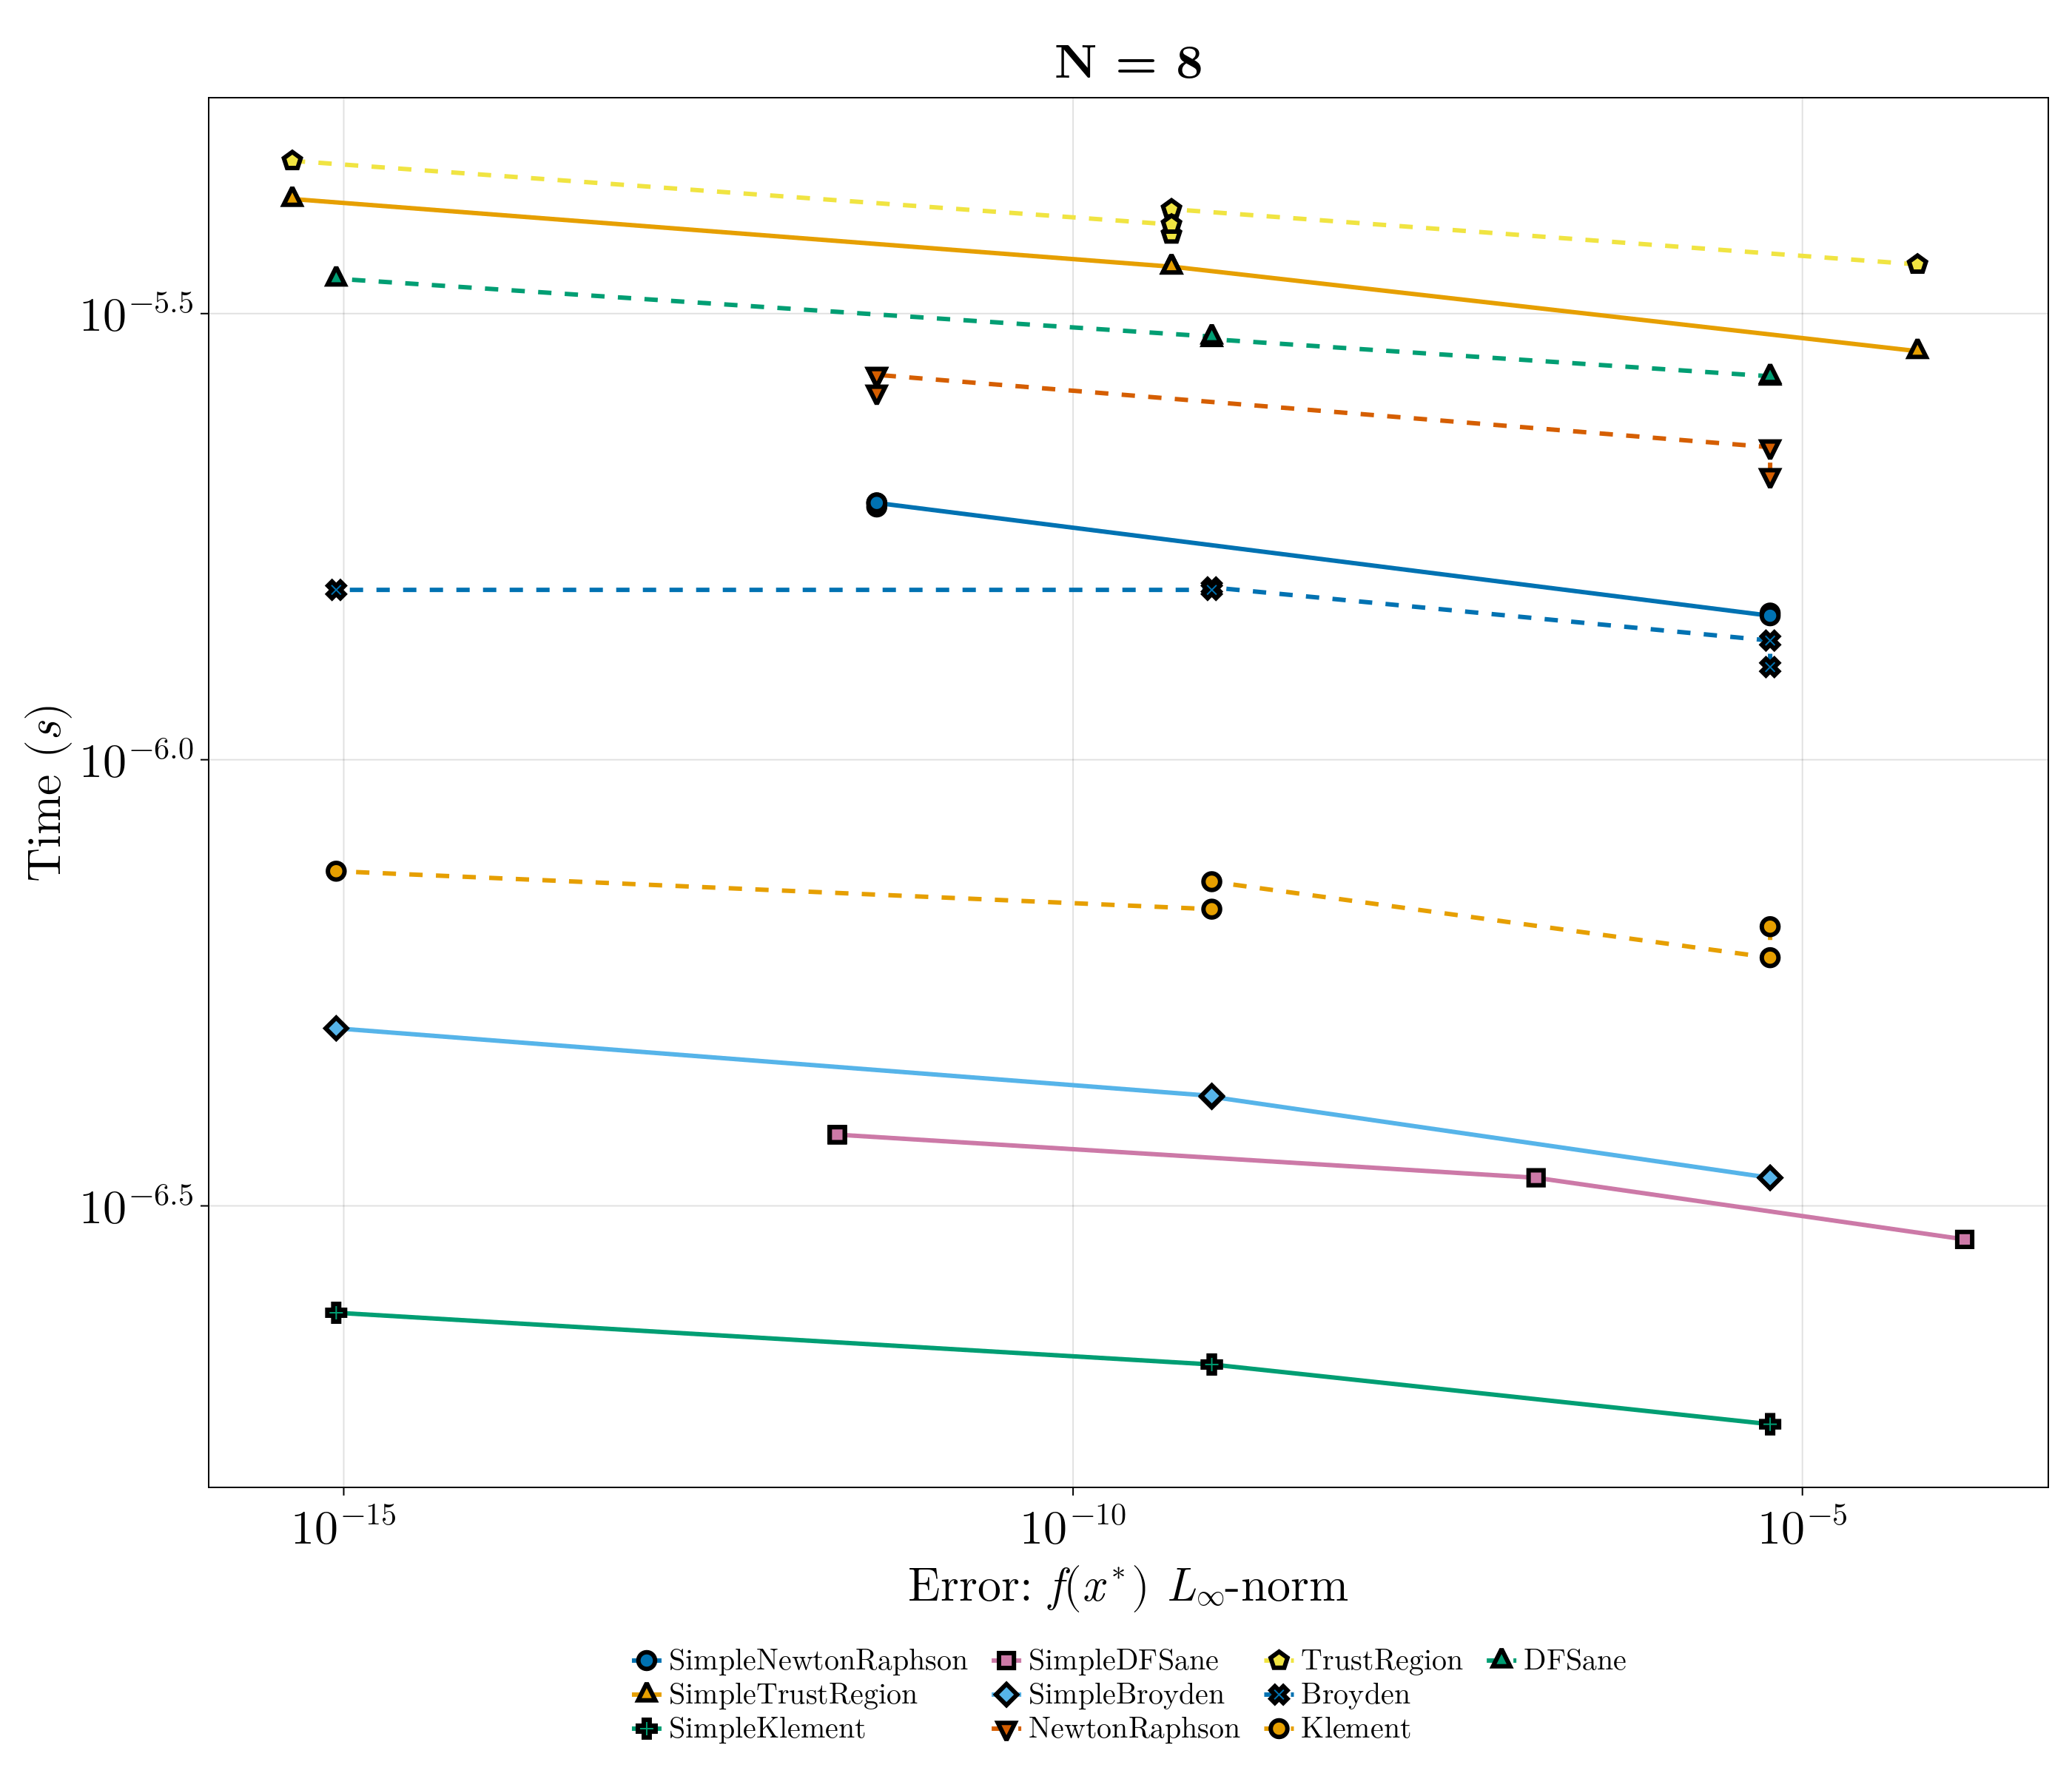 N = 8
Time (s)
10^{−5.5}
10^{−6.0}
10^{−6.5}
10^{−15} 10^{−10} 10^{−5}
Error: f(x*) L∞-norm
SimpleNewtonRaphson SimpleDFSane TrustRegion DFSane
SimpleTrustRegion SimpleBroyden Broyden
SimpleKlement NewtonRaphson Klement